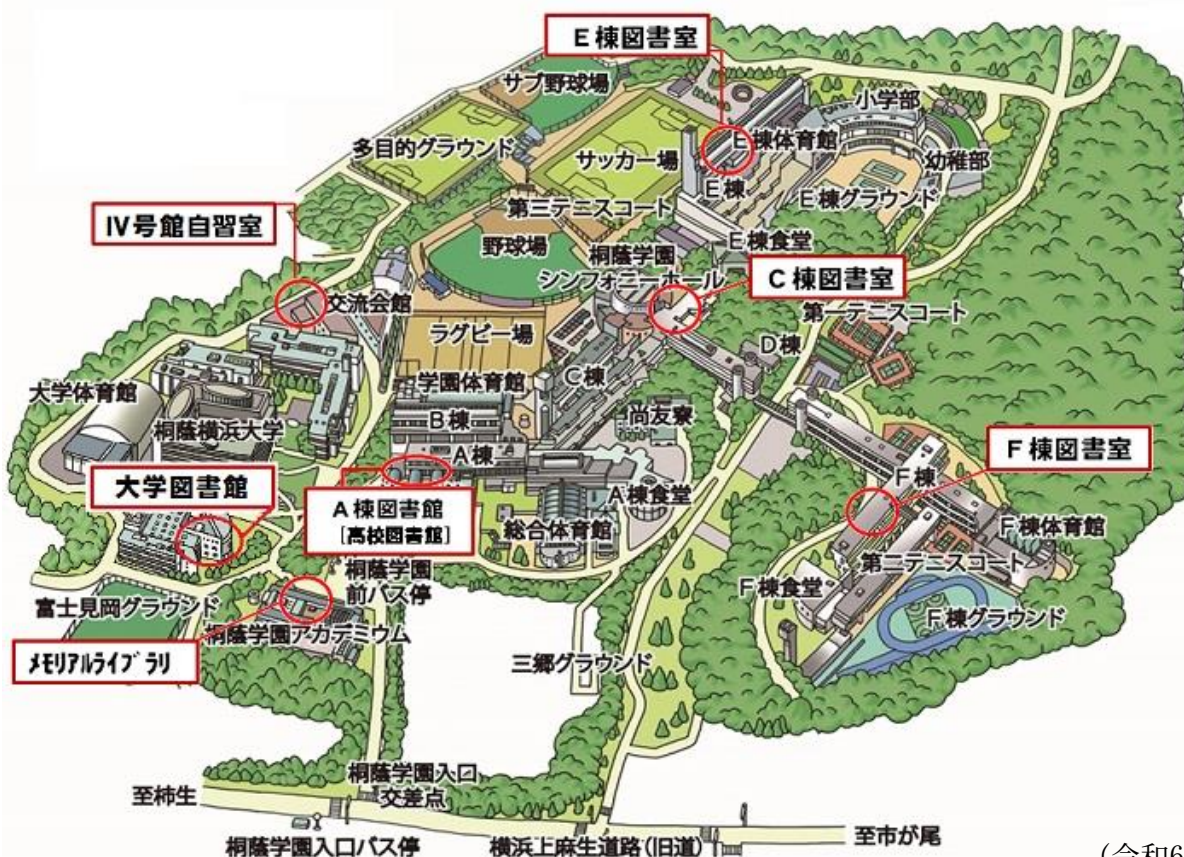 E棟図書室
サブ野球場
小学部
多目的グラウンド
サッカー場
E棟体育館
幼稚部
E棟
E棟グラウンド
第三テニスコート
Ⅳ号館自習室
E棟食堂
野球場
桐蔭学園
シンフォニーホール
C棟図書室
交流会館
第一テニスコート
ラグビー場
D棟
C棟
学園体育館
大学体育館
尚友寮
B棟
桐蔭横浜大学
A棟
F棟図書室
大学図書館
F棟
A棟図書館
[高校図書館]
A棟食堂
総合体育館
F棟体育館
第二テニスコート
桐蔭学園
前バス停
F棟食堂
富士見岡グラウンド
F棟グラウンド
桐蔭学園アカデミウム
メモリアルライブラリ
三郷グラウンド
桐蔭学園入口
交差点
至柿生
桐蔭学園入口バス停
横浜上麻生道路(旧道)
至市が尾
(令和6